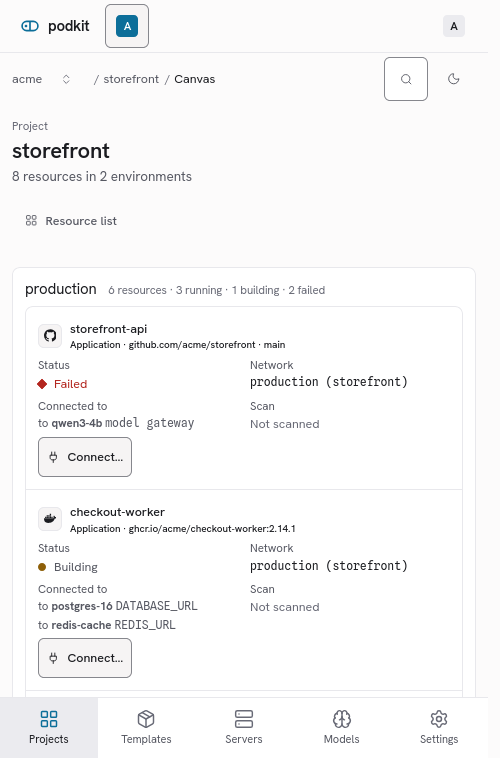 podkit
A
A
acme / storefront / Canvas
Project
storefront
8 resources in 2 environments
Resource list
production 6 resources · 3 running · 1 building · 2 failed
storefront-api
Application · github.com/acme/storefront · main
Status
Failed
Network
production (storefront)
Connected to
to qwen3-4b model gateway
Scan
Not scanned
Connect...
checkout-worker
Application · ghcr.io/acme/checkout-worker:2.14.1
Status
Building
Network
production (storefront)
Connected to
to postgres-16 DATABASE_URL
to redis-cache REDIS_URL
Scan
Not scanned
Connect...
Projects
Templates
Servers
Models
Settings